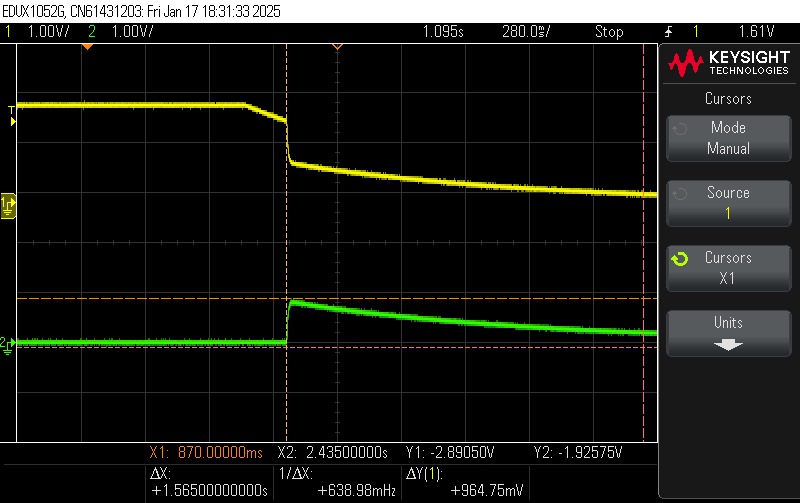 EDUX1052G, CN61431203: Fri Jan 17 18:31:33 2025
1 1.00V/ 2 1.00V/ 1.095s 280.0ms/ Stop 1 1.61V
KEYSIGHT
TECHNOLOGIES
Cursors
Mode
Manual
Source
1
Cursors
X1
Units
T
1
2
X1: 870.00000ms X2: 2.43500000s Y1: -2.89050V Y2: -1.92575V
ΔX: 1/ΔX: ΔY(1):
+1.56500000000s +638.98mHz +964.75mV